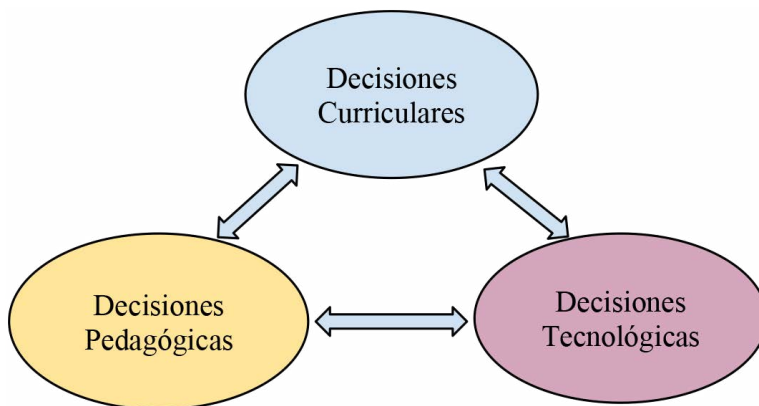 Decisiones
Curriculares
Decisiones
Pedagógicas
Decisiones
Tecnológicas